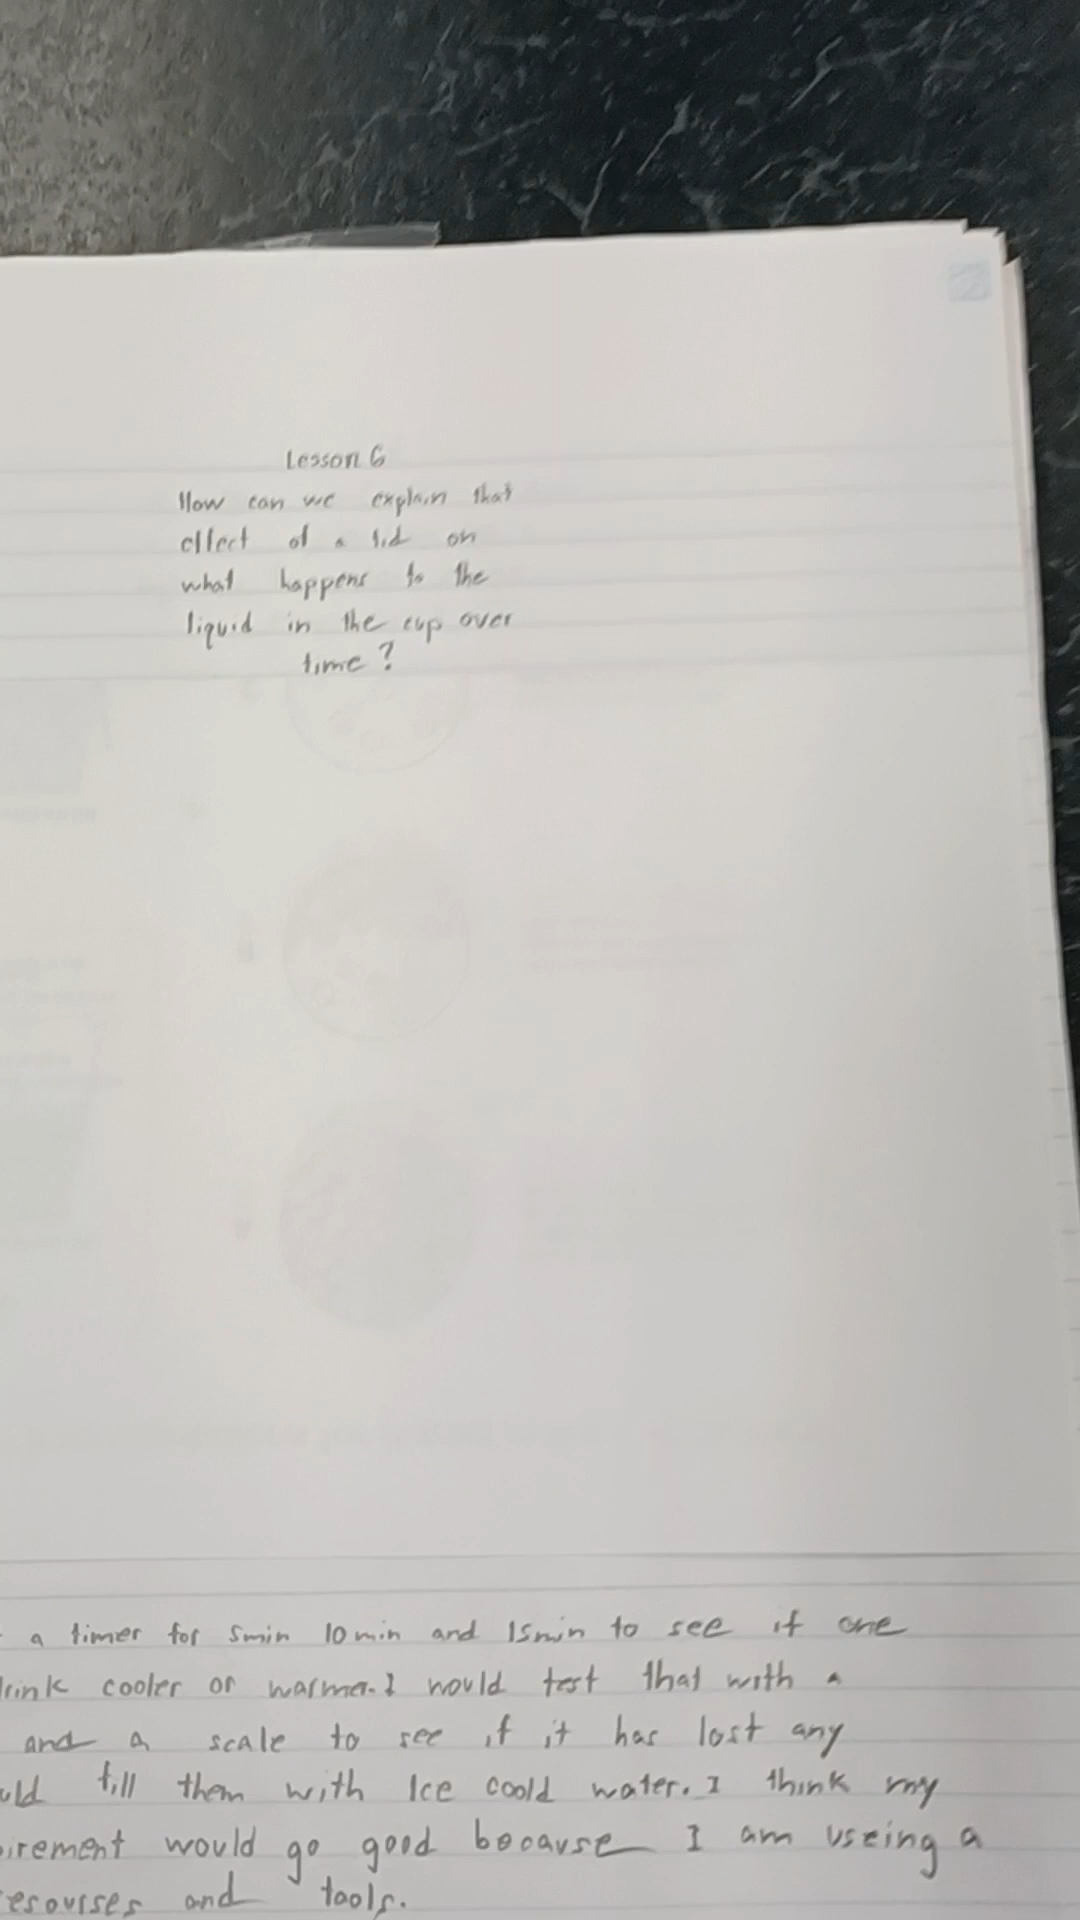 Lesson 6
How can we explain that
effect of a lid on
what happens to the
liquid in the cup over
time?
a timer for 5min 10min and 15min to see if one
cooler or warmer. I would test that with a
and a scale to see if it has lost any
fill them with Ice coold water. I think my
would go good becavse I am useing a
and tools.